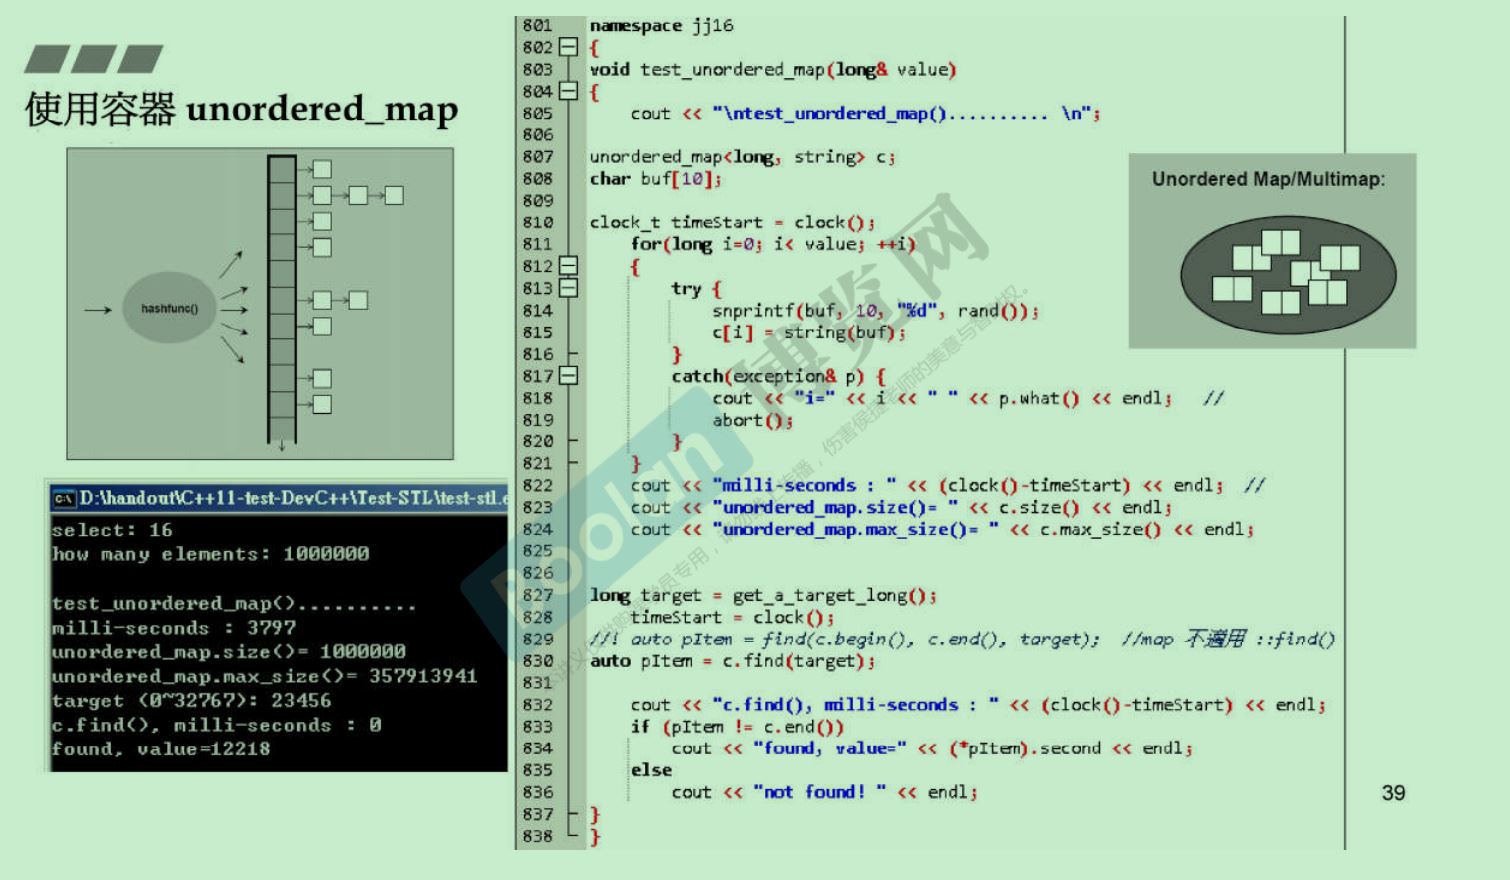 使用容器 unordered_map
hashfunc()
D:\handout\C++11-test-DevC++\Test-STL\test-stl.e
select: 16
how many elements: 1000000
test_unordered_map()..........
milli-seconds : 3797
unordered_map.size()= 1000000
unordered_map.max_size()= 357913941
target (0~32767): 23456
c.find(), milli-seconds : 0
found, value=12218
801 namespace jj16
802 {
803 void test_unordered_map(long& value)
804 {
805 cout << "\ntest_unordered_map().......... \n";
806
807 unordered_map<long, string> c;
808 char buf[10];
809
810 clock_t timeStart = clock();
811 for(long i=0; i< value; ++i)
812 {
813 try {
814 snprintf(buf, 10, "%d", rand());
815 c[i] = string(buf);
816 }
817 catch(exception& p) {
818 cout << "i=" << i << " " << p.what() << endl; //
819 abort();
820 }
821 }
822 cout << "milli-seconds : " << (clock()-timeStart) << endl; //
823 cout << "unordered_map.size()= " << c.size() << endl;
824 cout << "unordered_map.max_size()= " << c.max_size() << endl;
825
826
827 long target = get_a_target_long();
828 timeStart = clock();
829 //! auto pItem = find(c.begin(), c.end(), target); //map 不適用 ::find()
830 auto pItem = c.find(target);
831
832 cout << "c.find(), milli-seconds : " << (clock()-timeStart) << endl;
833 if (pItem != c.end())
834 cout << "found, value=" << (*pItem).second << endl;
835 else
836 cout << "not found! " << endl;
837 }
838 }
Unordered Map/Multimap:
Boolan 博览网
39